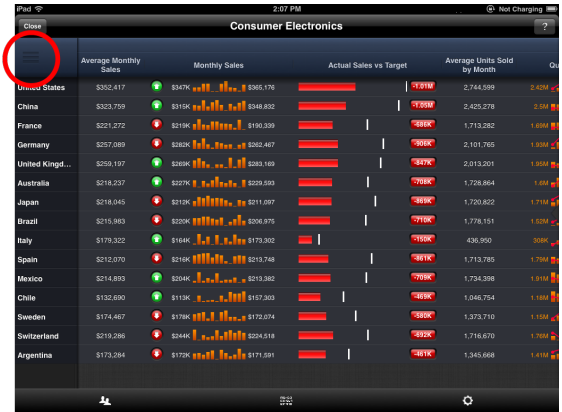 iPad 2:07 PM Not Charging
Close Consumer Electronics ?
Average Monthly Sales Monthly Sales Actual Sales vs Target Average Units Sold by Month Qu
United States $352,417 $347K $365,176 -1.01M 2,744,599 2.42M
China $323,759 $315K $348,832 -1.05M 2,425,278 2.5M
France $221,272 $219K $190,339 -686K 1,713,282 1.69M
Germany $257,089 $282K $262,467 -906K 2,101,765 1.83M
United Kingd... $259,197 $269K $283,169 -847K 2,013,201 1.95M
Australia $218,237 $227K $229,593 -708K 1,728,864 1.8M
Japan $218,045 $212K $211,097 -869K 1,720,822 1.71M
Brazil $215,983 $220K $206,975 -710K 1,778,151 1.52M
Italy $179,322 $164K $173,302 -150K 436,950 308K
Spain $212,070 $216K $213,748 -861K 1,713,785 1.79M
Mexico $214,893 $204K $213,382 -709K 1,734,398 1.91M
Chile $132,690 $113K $157,303 -469K 1,046,754 1.18M
Sweden $174,467 $178K $172,074 -580K 1,373,710 1.15M
Switzerland $219,286 $244K $224,518 -692K 1,716,670 1.76M
Argentina $173,284 $172K $171,591 -461K 1,345,668 1.41M